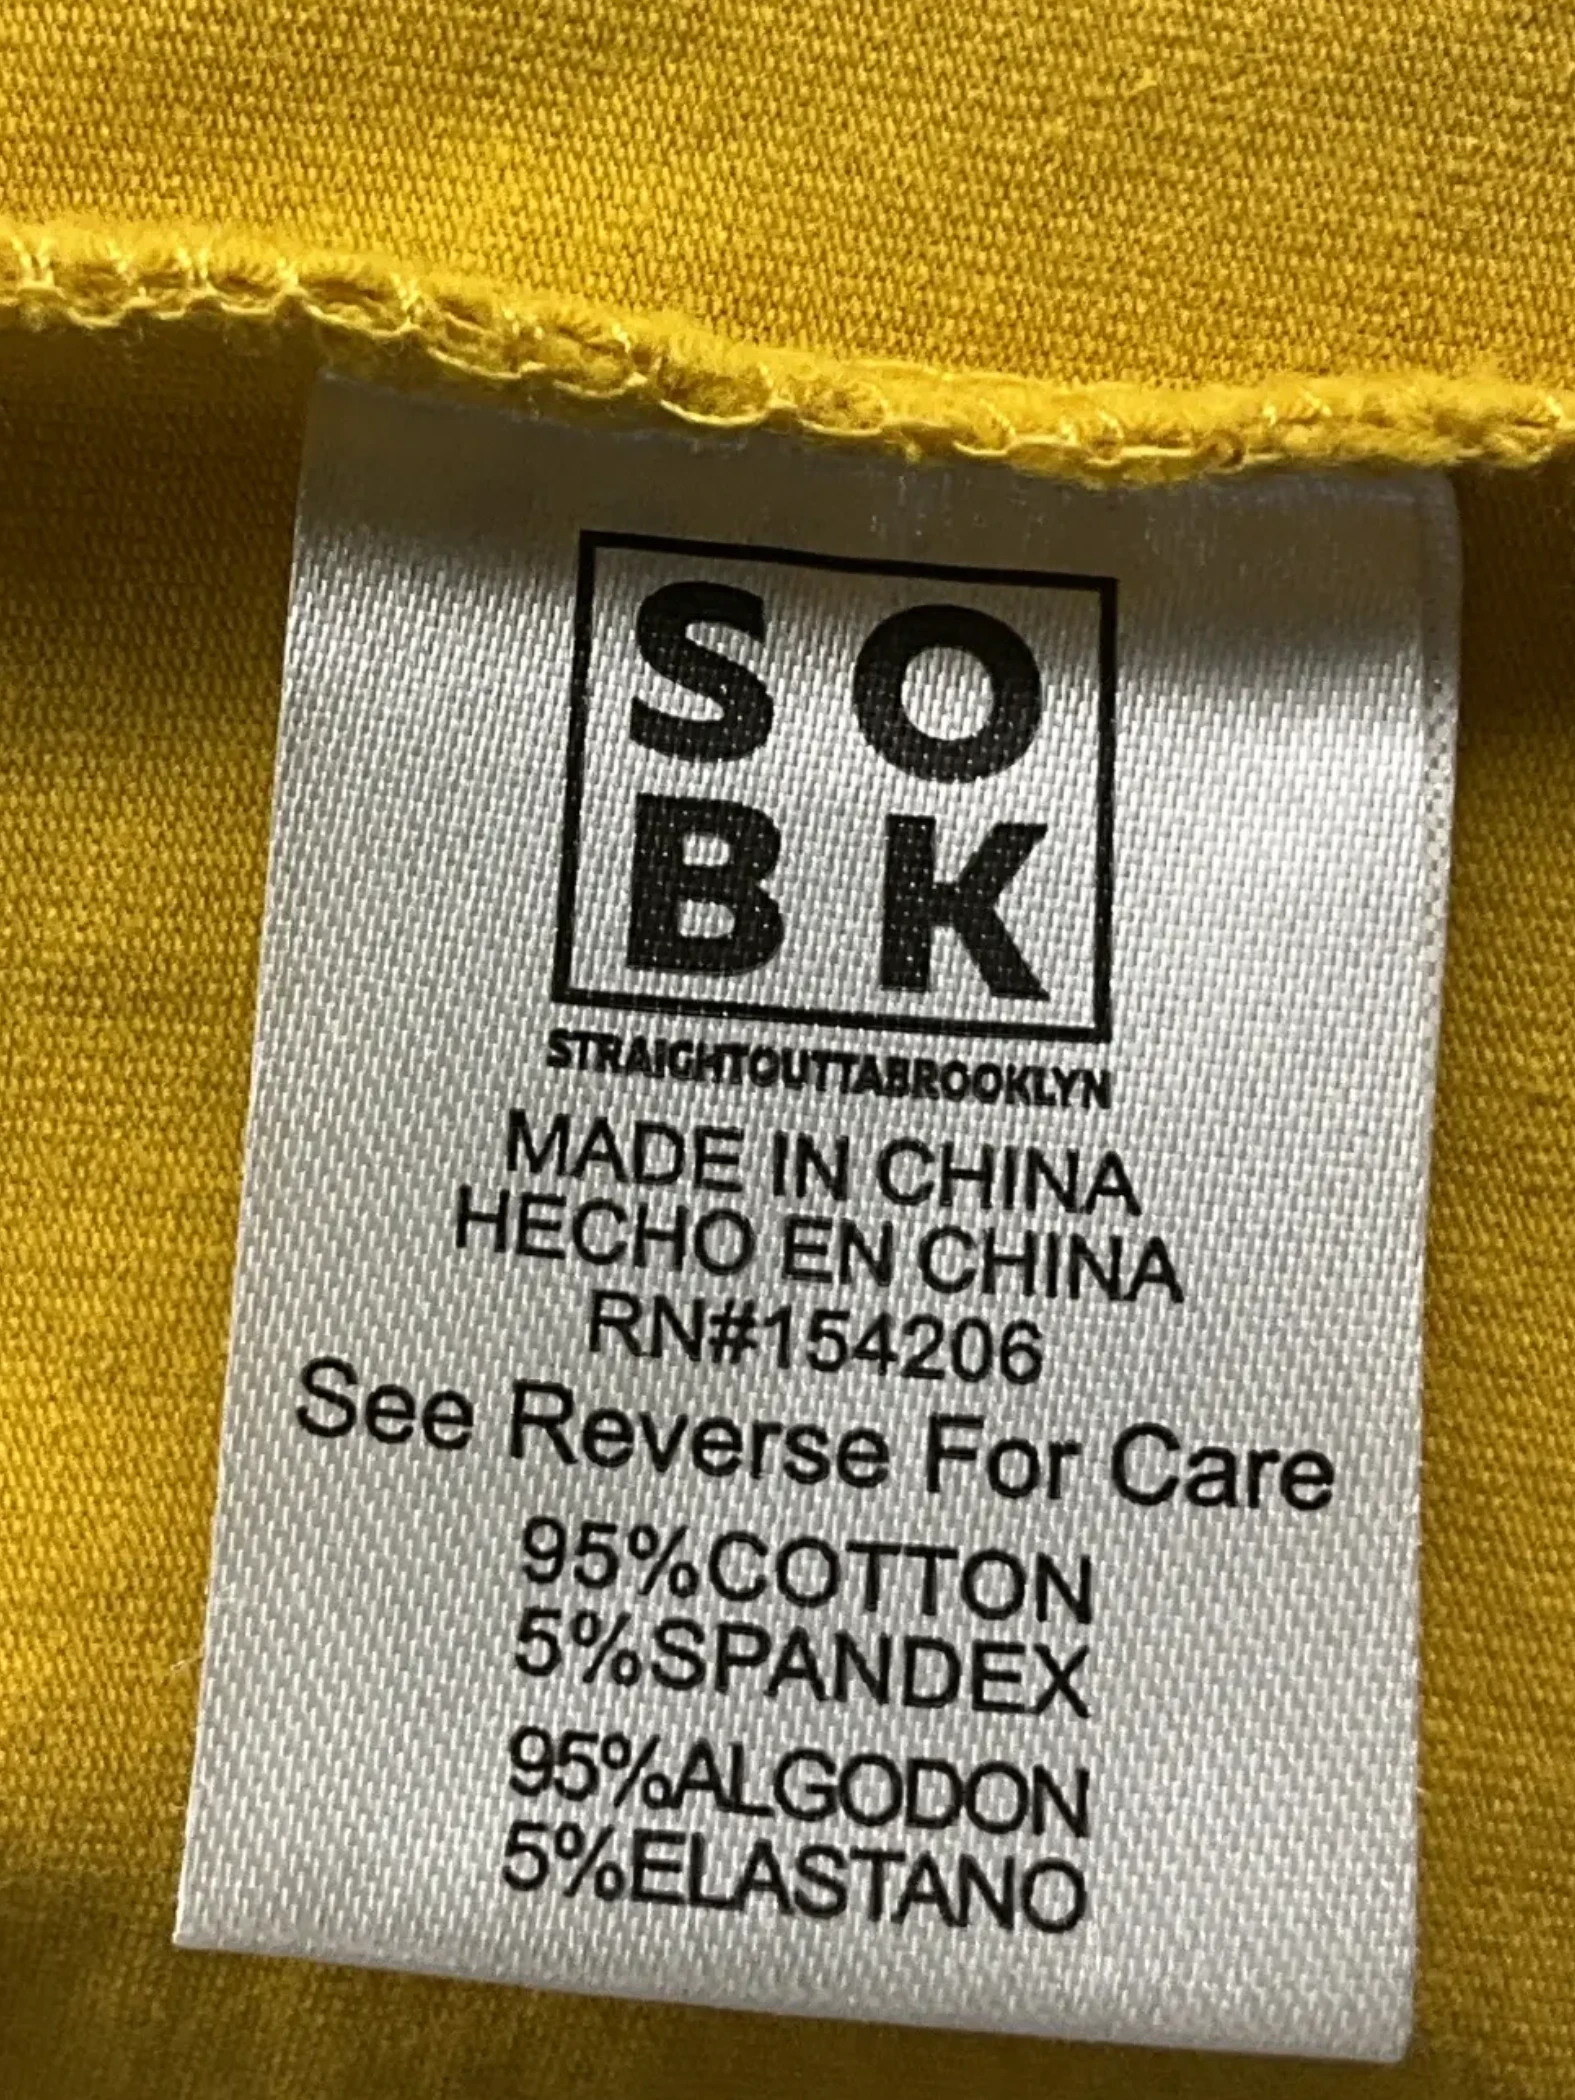 SO
BK
STRAIGHTOUTTABROOKLYN
MADE IN CHINA
HECHO EN CHINA
RN#154206
See Reverse For Care
95%COTTON
5%SPANDEX
95%ALGODON
5%ELASTANO